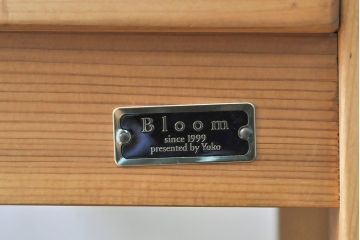 Bloom
since 1999
presented by Yoko